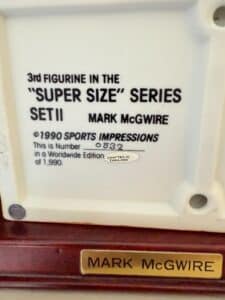 3rd FIGURINE IN THE
"SUPER SIZE" SERIES
SET II MARK McGWIRE
©1990 SPORTS IMPRESSIONS
This is Number 0832
in a Worldwide Edition
of 1,990.
MARK McGWIRE